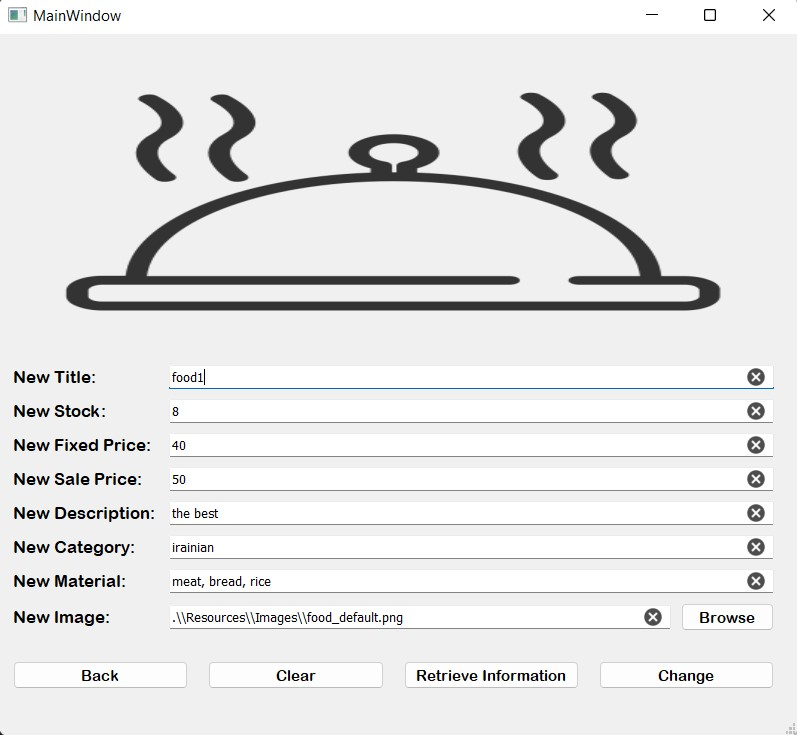 MainWindow
New Title: food1
New Stock: 8
New Fixed Price: 40
New Sale Price: 50
New Description: the best
New Category: irainian
New Material: meat, bread, rice
New Image: .\\Resources\\Images\\food_default.png Browse
Back Clear Retrieve Information Change